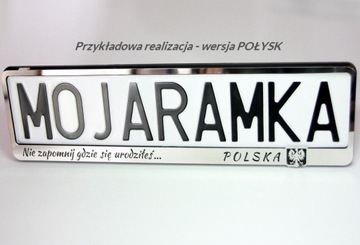 Przykładowa realizacja - wersja POŁYSK
MOJARAMKA
Nie zapomnij gdzie się urodziłeś... POLSKA